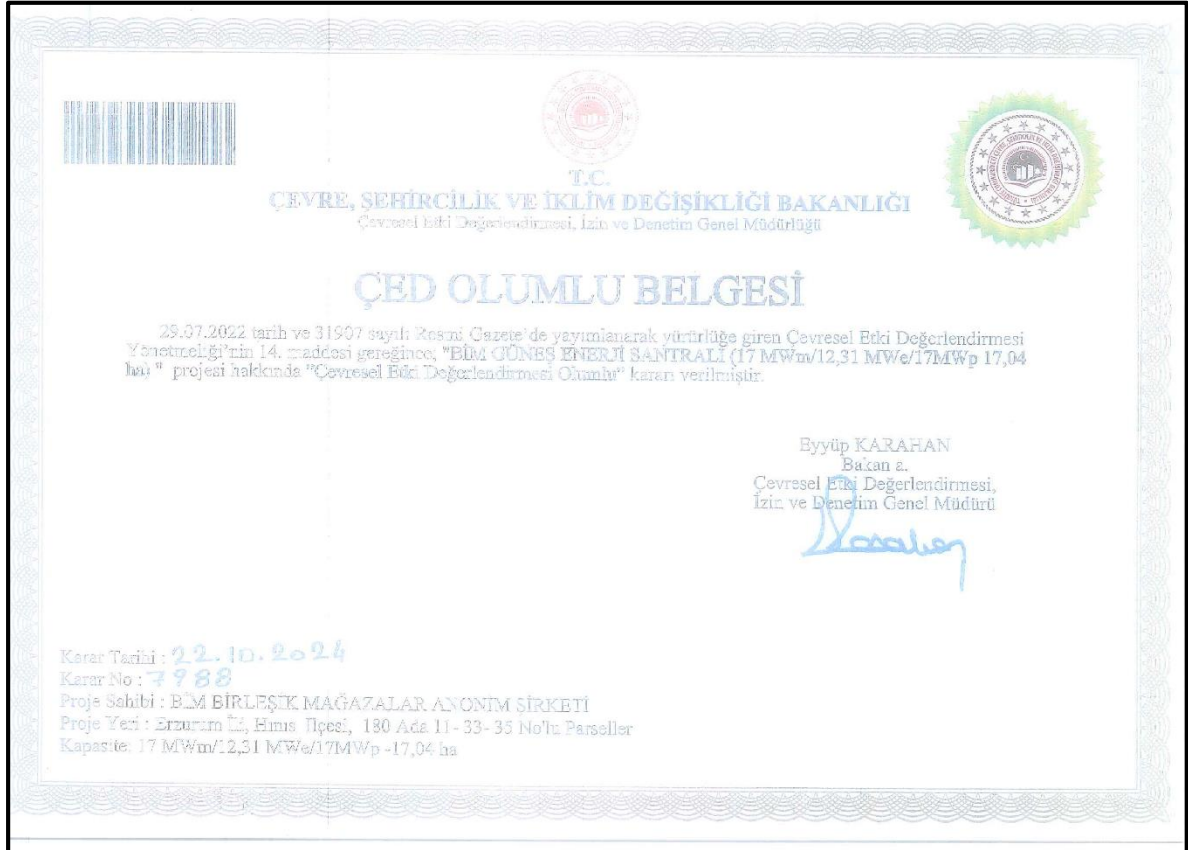 T.C.
ÇEVRE, ŞEHİRCİLİK VE İKLİM DEĞİŞİKLİĞİ BAKANLIĞI
Çevresel Etki Değerlendirmesi, İzin ve Denetim Genel Müdürlüğü
ÇED OLUMLU BELGESİ
29.07.2022 tarih ve 31907 sayılı Resmi Gazete'de yayımlanarak yürürlüğe giren Çevresel Etki Değerlendirmesi
Yönetmeliği'nin 14. maddesi gereğince, "BİM GÜNEŞ ENERJİ SANTRALİ (17 MWm/12,31 MWe/17MWp 17,04
ha) " projesi hakkında "Çevresel Etki Değerlendirmesi Olumlu" kararı verilmiştir.
Eyyüp KARAHAN
Bakan a.
Çevresel Etki Değerlendirmesi,
İzin ve Denetim Genel Müdürü
Karar Tarihi : 22.10.2024
Karar No : 7988
Proje Sahibi : BİM BİRLEŞİK MAĞAZALAR ANONİM ŞİRKETİ
Proje Yeri : Erzurum İli, Hınıs İlçesi, 180 Ada 11- 33- 35 No'lu Parseller
Kapasite: 17 MWm/12,31 MWe/17MWp -17,04 ha